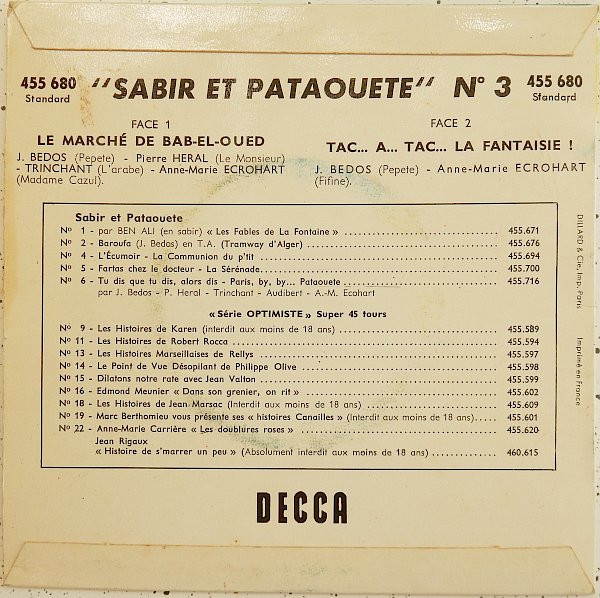 455 680 "SABIR ET PATAOUETE" N° 3 455 680
Standard Standard
FACE 1
LE MARCHÉ DE BAB-EL-OUED
J. BEDOS (Pepete) - Pierre HERAL (Le Monsieur)
- TRINCHANT (L'arabe) - Anne-Marie ECROHART
(Madame Cazul).
FACE 2
TAC... A... TAC... LA FANTAISIE !
J. BEDOS (Pepete) - Anne-Marie ECROHART
(Fifine).
Sabir et Pataouete
N° 1 - par BEN ALI (en sabir) « Les Fables de La Fontaine » 455.671
N° 2 - Baroufa (J. Bedos) en T.A. (Tramway d'Alger) 455.676
N° 4 - L'Écumoir - La Communion du p'tit 455.694
N° 5 - Fartas chez le docteur - La Sérénade 455.700
N° 6 - Tu dis que tu dis, alors dis - Paris, by, by... Pataouete 455.716
par J. Bedos - P. Heral - Trinchant - Audibert - A.-M. Ecohart
«Série OPTIMISTE» Super 45 tours
N° 9 - Les Histoires de Karen (interdit aux moins de 18 ans) 455.589
N° 11 - Les Histoires de Robert Rocca 455.594
N° 13 - Les Histoires Marseillaises de Rellys 455.597
N° 14 - Le Point de Vue Désopilant de Philippe Olive 455.598
N° 15 - Dilatons notre rate avec Jean Valton 455.599
N° 16 - Edmond Meunier « Dans son grenier, on rit » 455.602
N° 18 - Les Histoires de Jean Marsac (Interdit aux moins de 18 ans) 455.609
N° 19 - Marc Berthomieu vous présente ses « histoires Canailles » (Interdit aux moins de 18 ans) 455.601
N° 22 - Anne-Marie Carrière « Les doublures roses » 455.620
Jean Rigaux
« Histoire de s'marrer un peu » (Absolument interdit aux moins de 18 ans) 460.615
DILLARD & Cie, Imp. Paris Imprimé en France
DECCA